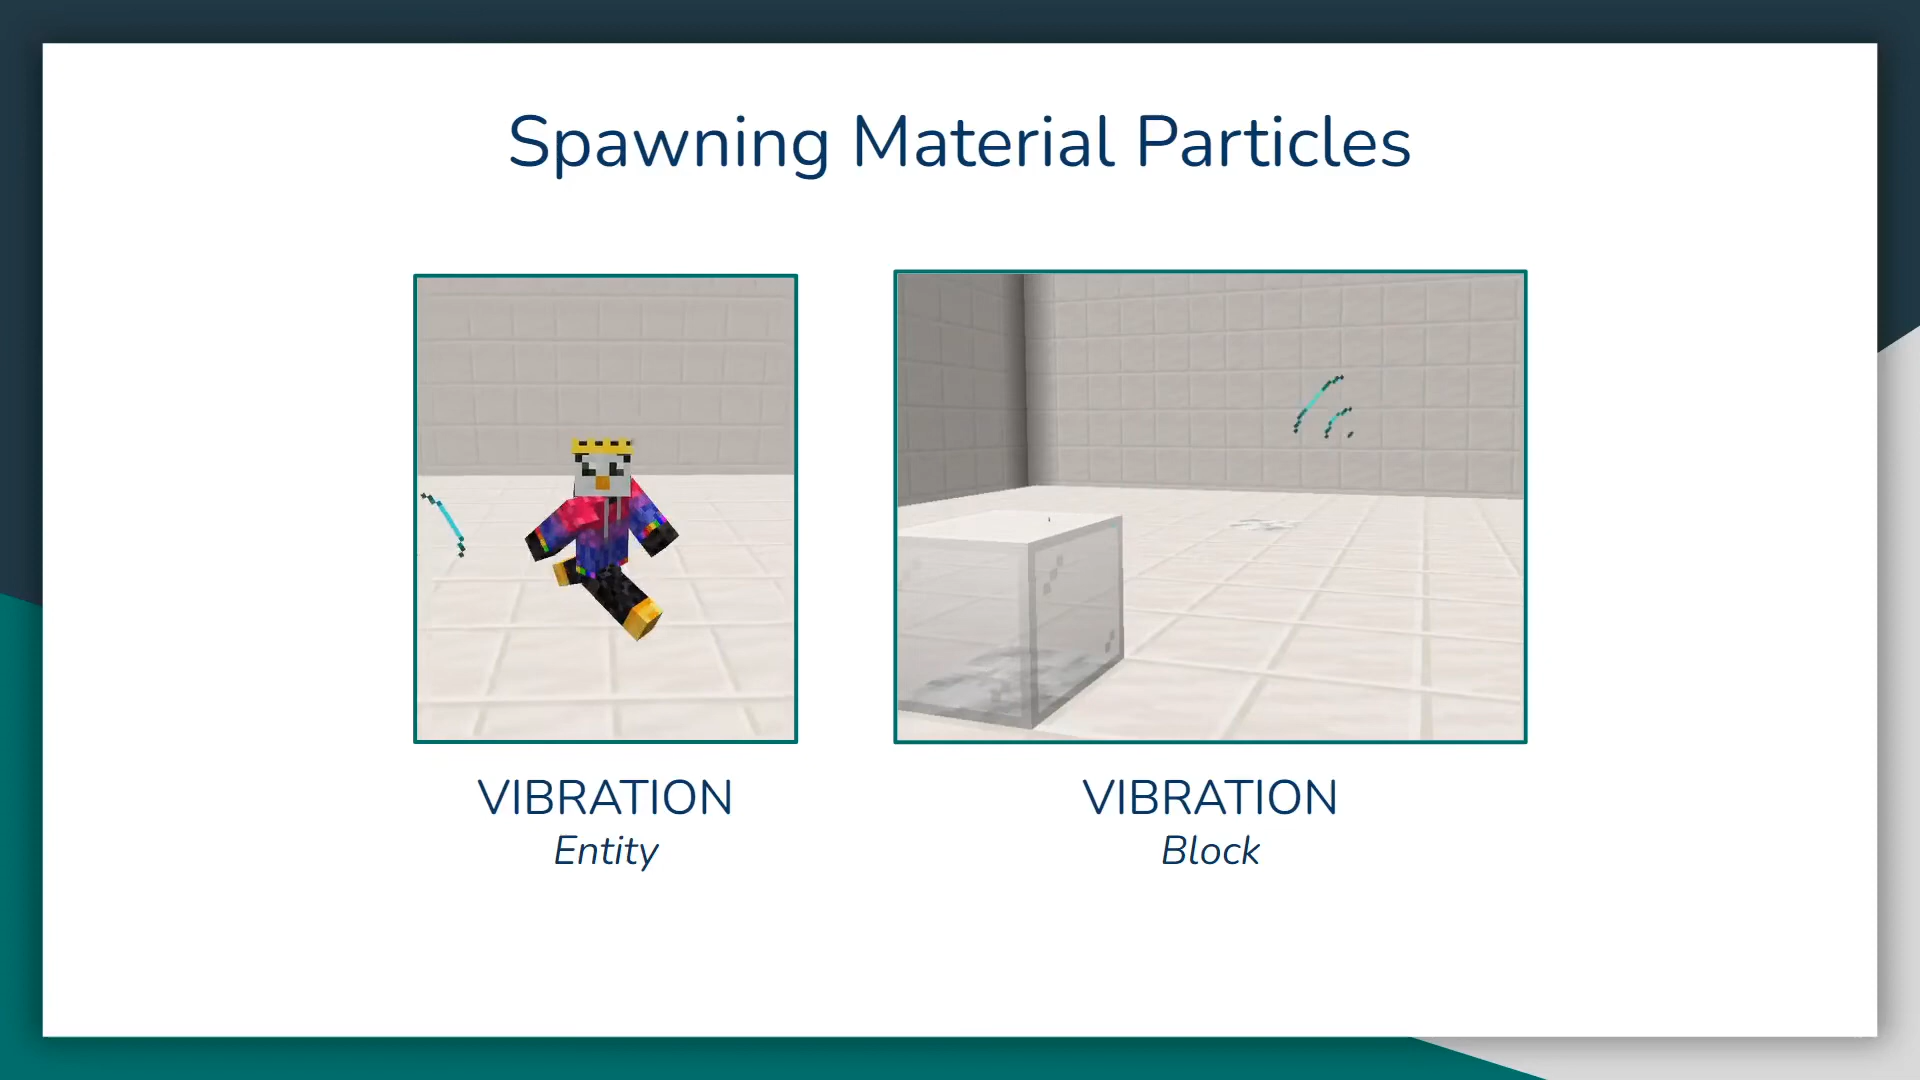 Spawning Material Particles
VIBRATION
Entity
VIBRATION
Block